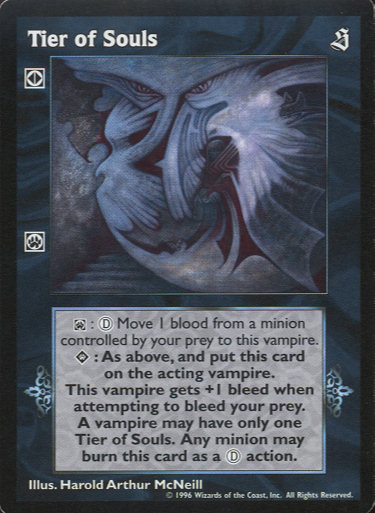 Tier of Souls
: Ⓓ Move 1 blood from a minion
controlled by your prey to this vampire.
: As above, and put this card
on the acting vampire.
This vampire gets +1 bleed when
attempting to bleed your prey.
A vampire may have only one
Tier of Souls. Any minion may
burn this card as a Ⓓ action.
Illus. Harold Arthur McNeill
© 1996 Wizards of the Coast, Inc. All Rights Reserved.